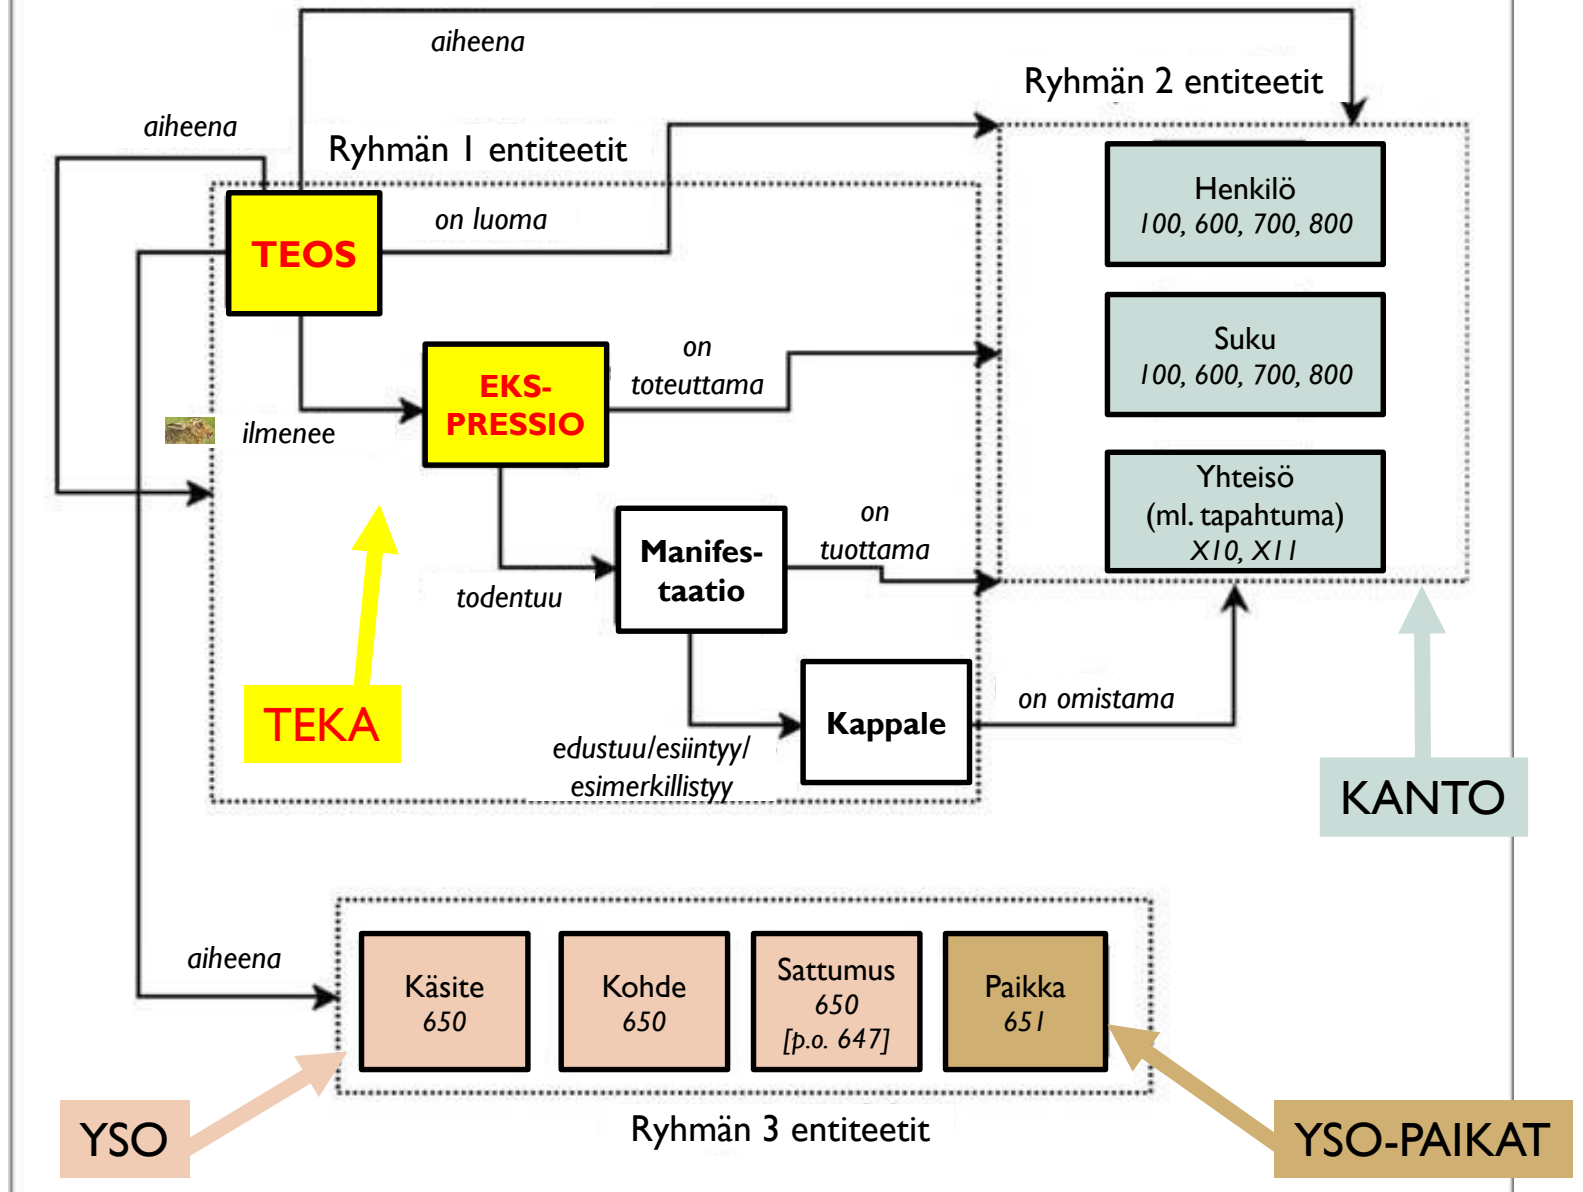 aiheena
Ryhmän 2 entiteetit
aiheena
Ryhmän 1 entiteetit
Henkilö
100, 600, 700, 800
on luoma
TEOS
Suku
100, 600, 700, 800
on
toteuttama
EKS-
PRESSIO
ilmenee
Yhteisö
(ml. tapahtuma)
X10, X11
on
tuottama
Manifes-
taatio
todentuu
TEKA
Kappale
on omistama
edustuu/esiintyy/
esimerkillistyy
KANTO
aiheena
Käsite
650
Kohde
650
Sattumus
650
[p.o. 647]
Paikka
651
YSO
Ryhmän 3 entiteetit
YSO-PAIKAT